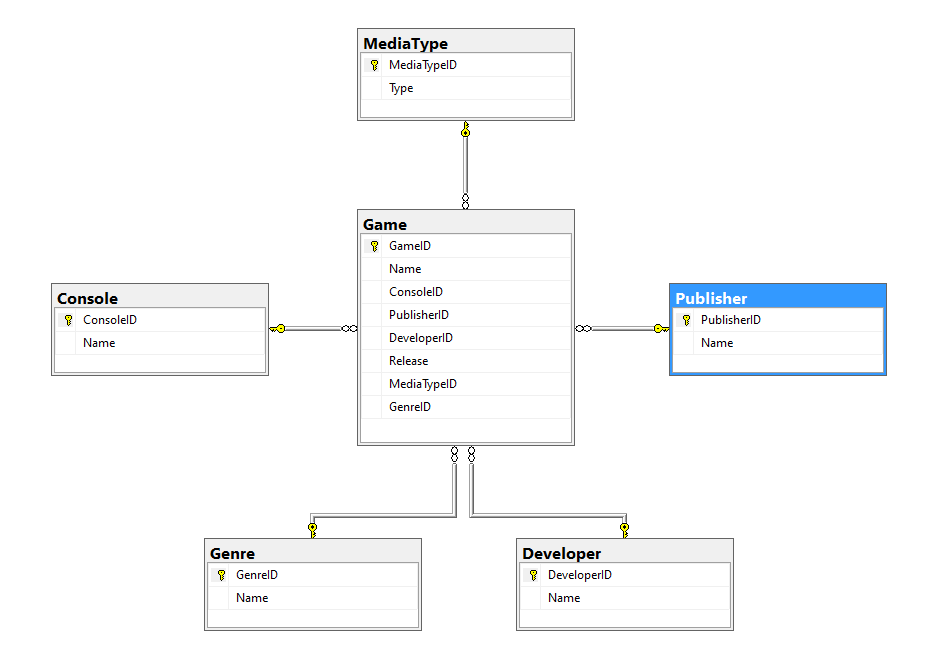 MediaType
MediaTypeID
Type
Game
GameID
Name
ConsoleID
PublisherID
DeveloperID
Release
MediaTypeID
GenreID
Console
ConsoleID
Name
Publisher
PublisherID
Name
Genre
GenreID
Name
Developer
DeveloperID
Name